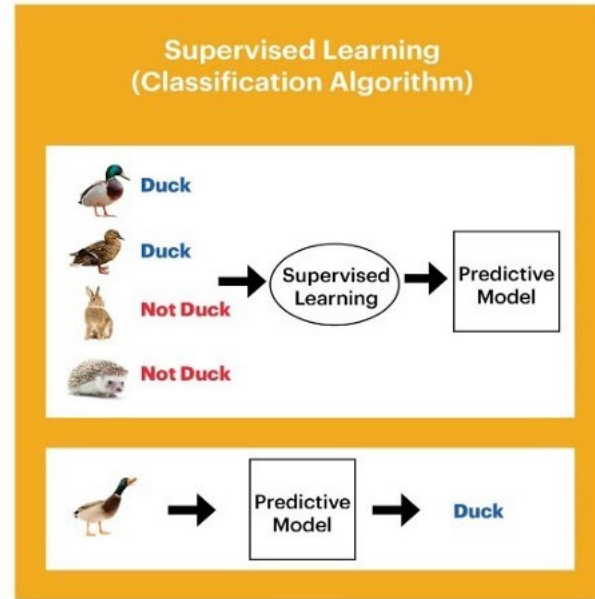 Supervised Learning
(Classification Algorithm)
Duck
Duck
Not Duck
Not Duck
Supervised
Learning
Predictive
Model
Predictive
Model
Duck